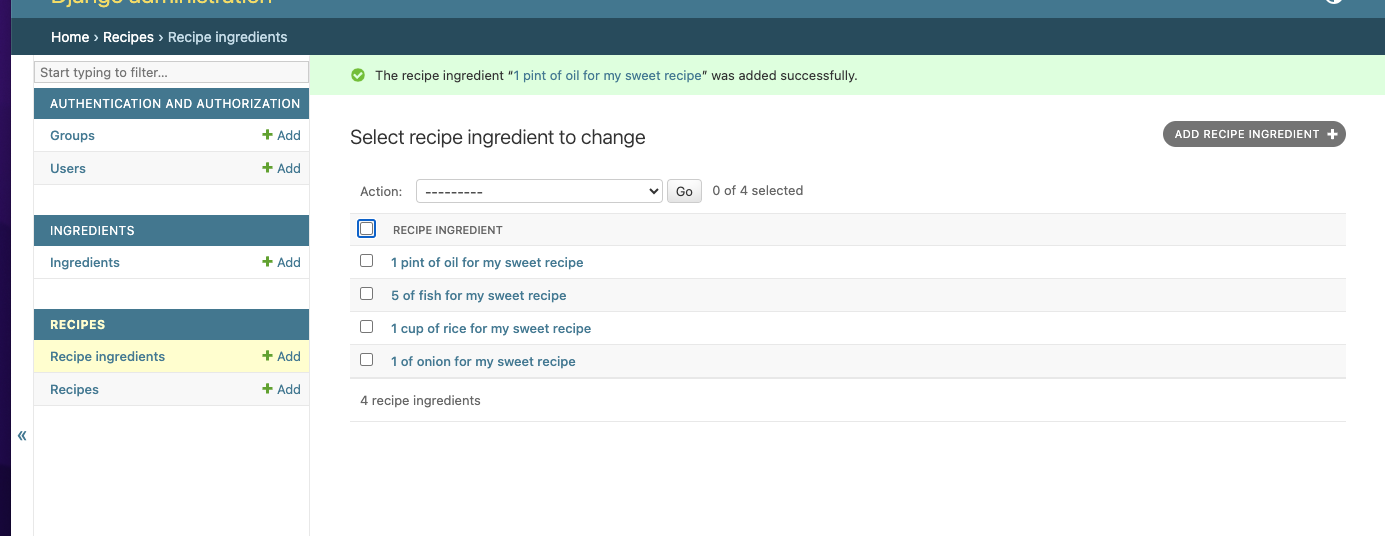 Django administration
Home › Recipes › Recipe ingredients
Start typing to filter...
The recipe ingredient “1 pint of oil for my sweet recipe” was added successfully.
AUTHENTICATION AND AUTHORIZATION
Groups + Add
Users + Add
INGREDIENTS
Ingredients + Add
RECIPES
Recipe ingredients + Add
Recipes + Add
«
Select recipe ingredient to change
ADD RECIPE INGREDIENT +
Action: --------- Go 0 of 4 selected
RECIPE INGREDIENT
1 pint of oil for my sweet recipe
5 of fish for my sweet recipe
1 cup of rice for my sweet recipe
1 of onion for my sweet recipe
4 recipe ingredients